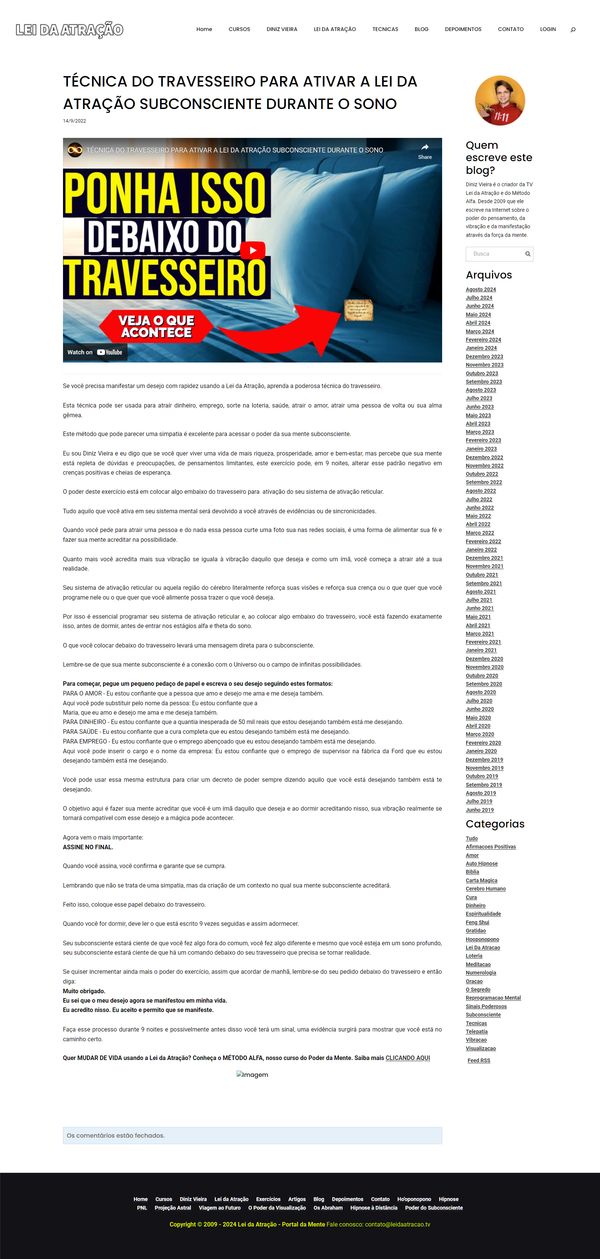 LEI DA ATRAÇÃO
Home CURSOS DINIZ VIEIRA LEI DA ATRAÇÃO TECNICAS BLOG DEPOIMENTOS CONTATO LOGIN
TÉCNICA DO TRAVESSEIRO PARA ATIVAR A LEI DA
ATRAÇÃO SUBCONSCIENTE DURANTE O SONO
14/9/2022
TÉCNICA DO TRAVESSEIRO PARA ATIVAR A LEI DA ATRAÇÃO SUBCONSCIENTE DURANTE O SONO
Share
PONHA ISSO
DEBAIXO DO
TRAVESSEIRO
VEJA O QUE
ACONTECE
Watch on YouTube
Se você precisa manifestar um desejo com rapidez usando a Lei da Atração, aprenda a poderosa técnica do travesseiro.
Esta técnica pode ser usada para atrair dinheiro, emprego, sorte na loteria, saúde, atrair o amor, atrair uma pessoa de volta ou sua alma
gêmea.
Este método que pode parecer uma simpatia é excelente para acessar o poder da sua mente subconsciente.
Eu sou Diniz Vieira e eu digo que se você quer viver uma vida de mais riqueza, prosperidade, amor e bem-estar, mas percebe que sua mente
está repleta de dúvidas e preocupações, de pensamentos limitantes, este exercício pode, em 9 noites, alterar esse padrão negativo em
crenças positivas e cheias de esperança.
O poder deste exercício está em colocar algo embaixo do travesseiro para ativação do seu sistema de ativação reticular.
Tudo aquilo que você ativa em seu sistema mental será devolvido a você através de evidências ou de sincronicidades.
Quando você pede para atrair uma pessoa e do nada essa pessoa curte uma foto sua nas redes sociais, é uma forma de alimentar sua fé e
fazer sua mente acreditar na possibilidade.
Quanto mais você acredita mais sua vibração se iguala à vibração daquilo que deseja e como um imã, você começa a atrair até a sua
realidade.
Seu sistema de ativação reticular ou aquela região do cérebro literalmente reforça suas visões e reforça sua crença ou o que quer que você
programe nele ou o que quer que você alimente possa trazer o que você deseja.
Por isso é essencial programar seu sistema de ativação reticular e, ao colocar algo embaixo do travesseiro, você está fazendo exatamente
isso, antes de dormir, antes de entrar nos estágios alfa e theta do sono.
O que você colocar debaixo do travesseiro levará uma mensagem direta para o subconsciente.
Lembre-se de que sua mente subconsciente é a conexão com o Universo ou o campo de infinitas possibilidades.
Para começar, pegue um pequeno pedaço de papel e escreva o seu desejo seguindo estes formatos:
PARA O AMOR - Eu estou confiante que a pessoa que amo e desejo me ama e me deseja também.
Aqui você pode substituir pelo nome da pessoa: Eu estou confiante que a
Maria, que eu amo e desejo me ama e me deseja também.
PARA DINHEIRO - Eu estou confiante que a quantia inesperada de 50 mil reais que estou desejando também está me desejando.
PARA SAÚDE - Eu estou confiante que a cura completa que eu estou desejando também está me desejando.
PARA EMPREGO - Eu estou confiante que o emprego abençoado que eu estou desejando também está me desejando.
Aqui você pode inserir o cargo e o nome da empresa: Eu estou confiante que o emprego de supervisor na fábrica da Ford que eu estou
desejando também está me desejando.
Você pode usar essa mesma estrutura para criar um decreto de poder sempre dizendo aquilo que você está desejando também está te
desejando.
O objetivo aqui é fazer sua mente acreditar que você é um imã daquilo que deseja e ao dormir acreditando nisso, sua vibração realmente se
tornará compatível com esse desejo e a mágica pode acontecer.
Agora vem o mais importante:
ASSINE NO FINAL.
Quando você assina, você confirma e garante que se cumpra.
Lembrando que não se trata de uma simpatia, mas da criação de um contexto no qual sua mente subconsciente acreditará.
Feito isso, coloque esse papel debaixo do travesseiro.
Quando você for dormir, deve ler o que está escrito 9 vezes seguidas e assim adormecer.
Seu subconsciente estará ciente de que você fez algo fora do comum, você fez algo diferente e mesmo que você esteja em um sono profundo,
seu subconsciente estará ciente de que há um comando debaixo do seu travesseiro que precisa se tornar realidade.
Se quiser incrementar ainda mais o poder do exercício, assim que acordar de manhã, lembre-se do seu pedido debaixo do travesseiro e então
diga:
Muito obrigado.
Eu sei que o meu desejo agora se manifestou em minha vida.
Eu acredito nisso. Eu aceito e permito que se manifeste.
Faça esse processo durante 9 noites e possivelmente antes disso você terá um sinal, uma evidência surgirá para mostrar que você está no
caminho certo.
Quer MUDAR DE VIDA usando a Lei da Atração? Conheça o MÉTODO ALFA, nosso curso do Poder da Mente. Saiba mais CLICANDO AQUI
Imagem
Os comentários estão fechados.
11:11
Quem
escreve este
blog?
Diniz Vieira é o criador da TV
Lei da Atração e do Método
Alfa. Desde 2009 que ele
escreve na Internet sobre o
poder do pensamento, da
vibração e da manifestação
através da força da mente.
Busca
Arquivos
Agosto 2024
Julho 2024
Junho 2024
Maio 2024
Abril 2024
Março 2024
Fevereiro 2024
Janeiro 2024
Dezembro 2023
Novembro 2023
Outubro 2023
Setembro 2023
Agosto 2023
Julho 2023
Junho 2023
Maio 2023
Abril 2023
Março 2023
Fevereiro 2023
Janeiro 2023
Dezembro 2022
Novembro 2022
Outubro 2022
Setembro 2022
Agosto 2022
Julho 2022
Junho 2022
Maio 2022
Abril 2022
Março 2022
Fevereiro 2022
Janeiro 2022
Dezembro 2021
Novembro 2021
Outubro 2021
Setembro 2021
Agosto 2021
Julho 2021
Junho 2021
Maio 2021
Abril 2021
Março 2021
Fevereiro 2021
Janeiro 2021
Dezembro 2020
Novembro 2020
Outubro 2020
Setembro 2020
Agosto 2020
Julho 2020
Maio 2020
Abril 2020
Março 2020
Fevereiro 2020
Janeiro 2020
Dezembro 2019
Novembro 2019
Outubro 2019
Setembro 2019
Agosto 2019
Julho 2019
Junho 2019
Categorias
Tudo
Afirmacoes Positivas
Amor
Auto Hipnose
Biblia
Carta Magica
Cerebro Humano
Cura
Dinheiro
Espiritualidade
Feng Shui
Gratidao
Hooponopono
Lei Da Atracao
Loteria
Meditacao
Numerologia
Oracao
O Segredo
Reprogramacao Mental
Sinais Poderosos
Subconsciente
Tecnicas
Telepatia
Vibracao
Visualizacao
Feed RSS
Home Cursos Diniz Vieira Lei da Atração Exercícios Artigos Blog Depoimentos Contato Ho'oponopono Hipnose
PNL Projeção Astral Viagem ao Futuro O Poder da Visualização Os Abraham Hipnose à Distância Poder do Subconsciente
Copyright © 2009 - 2024 Lei da Atração - Portal da Mente Fale conosco: contato@leidaatracao.tv